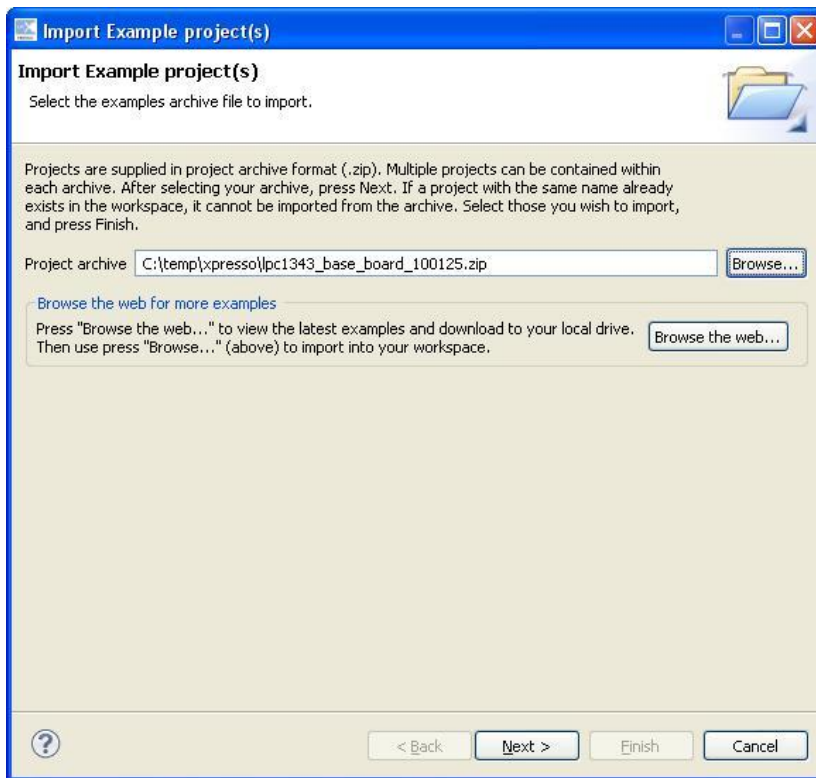 Import Example project(s)
Import Example project(s)
Select the examples archive file to import.
Projects are supplied in project archive format (.zip). Multiple projects can be contained within
each archive. After selecting your archive, press Next. If a project with the same name already
exists in the workspace, it cannot be imported from the archive. Select those you wish to import,
and press Finish.
Project archive C:\temp\xpresso\lpc1343_base_board_100125.zip Browse...
Browse the web for more examples
Press "Browse the web..." to view the latest examples and download to your local drive.
Then use press "Browse..." (above) to import into your workspace.
Browse the web...
? < Back Next > Finish Cancel